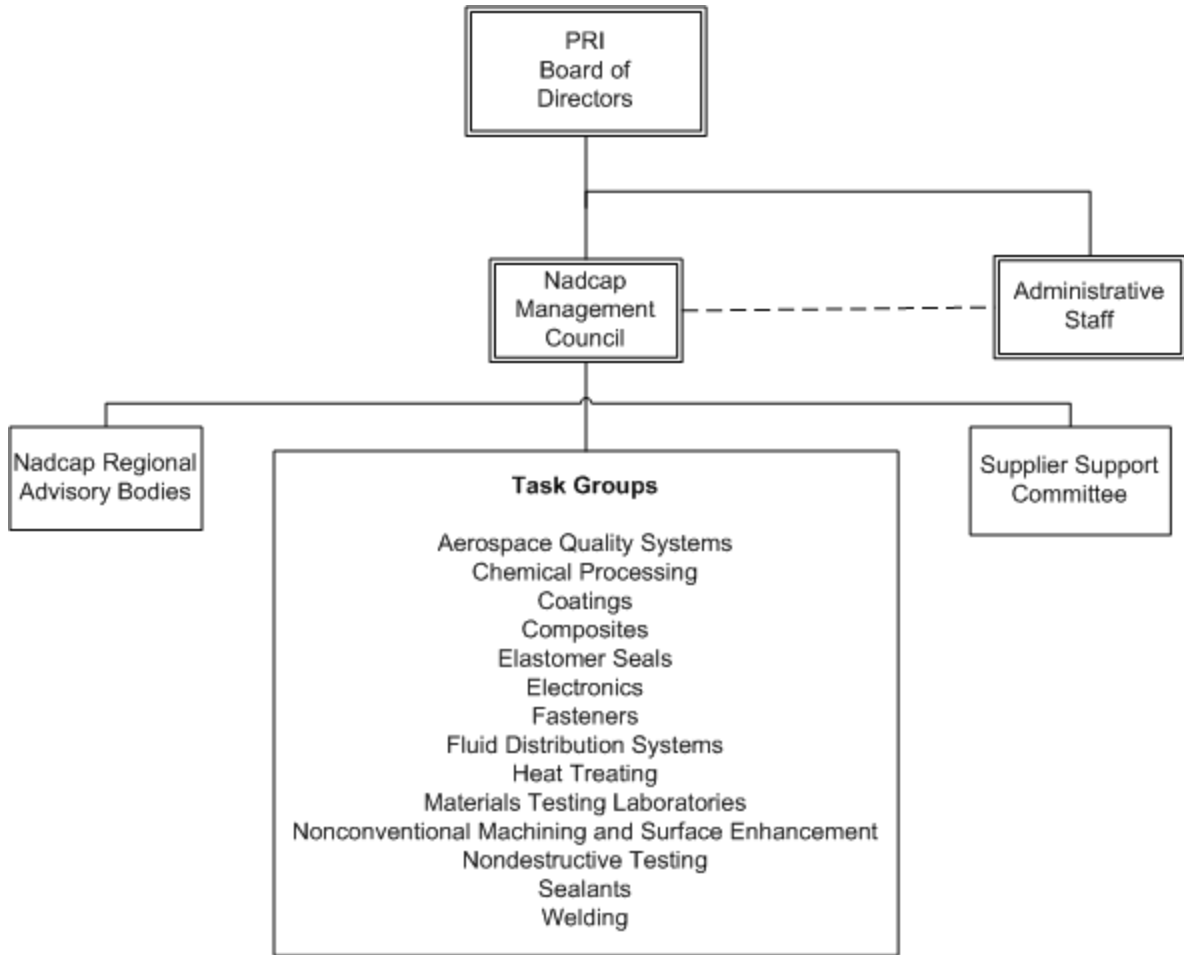 PRI
Board of
Directors
Nadcap
Management
Council
Administrative
Staff
Nadcap Regional
Advisory Bodies
Task Groups
Aerospace Quality Systems
Chemical Processing
Coatings
Composites
Elastomer Seals
Electronics
Fasteners
Fluid Distribution Systems
Heat Treating
Materials Testing Laboratories
Nonconventional Machining and Surface Enhancement
Nondestructive Testing
Sealants
Welding
Supplier Support
Committee